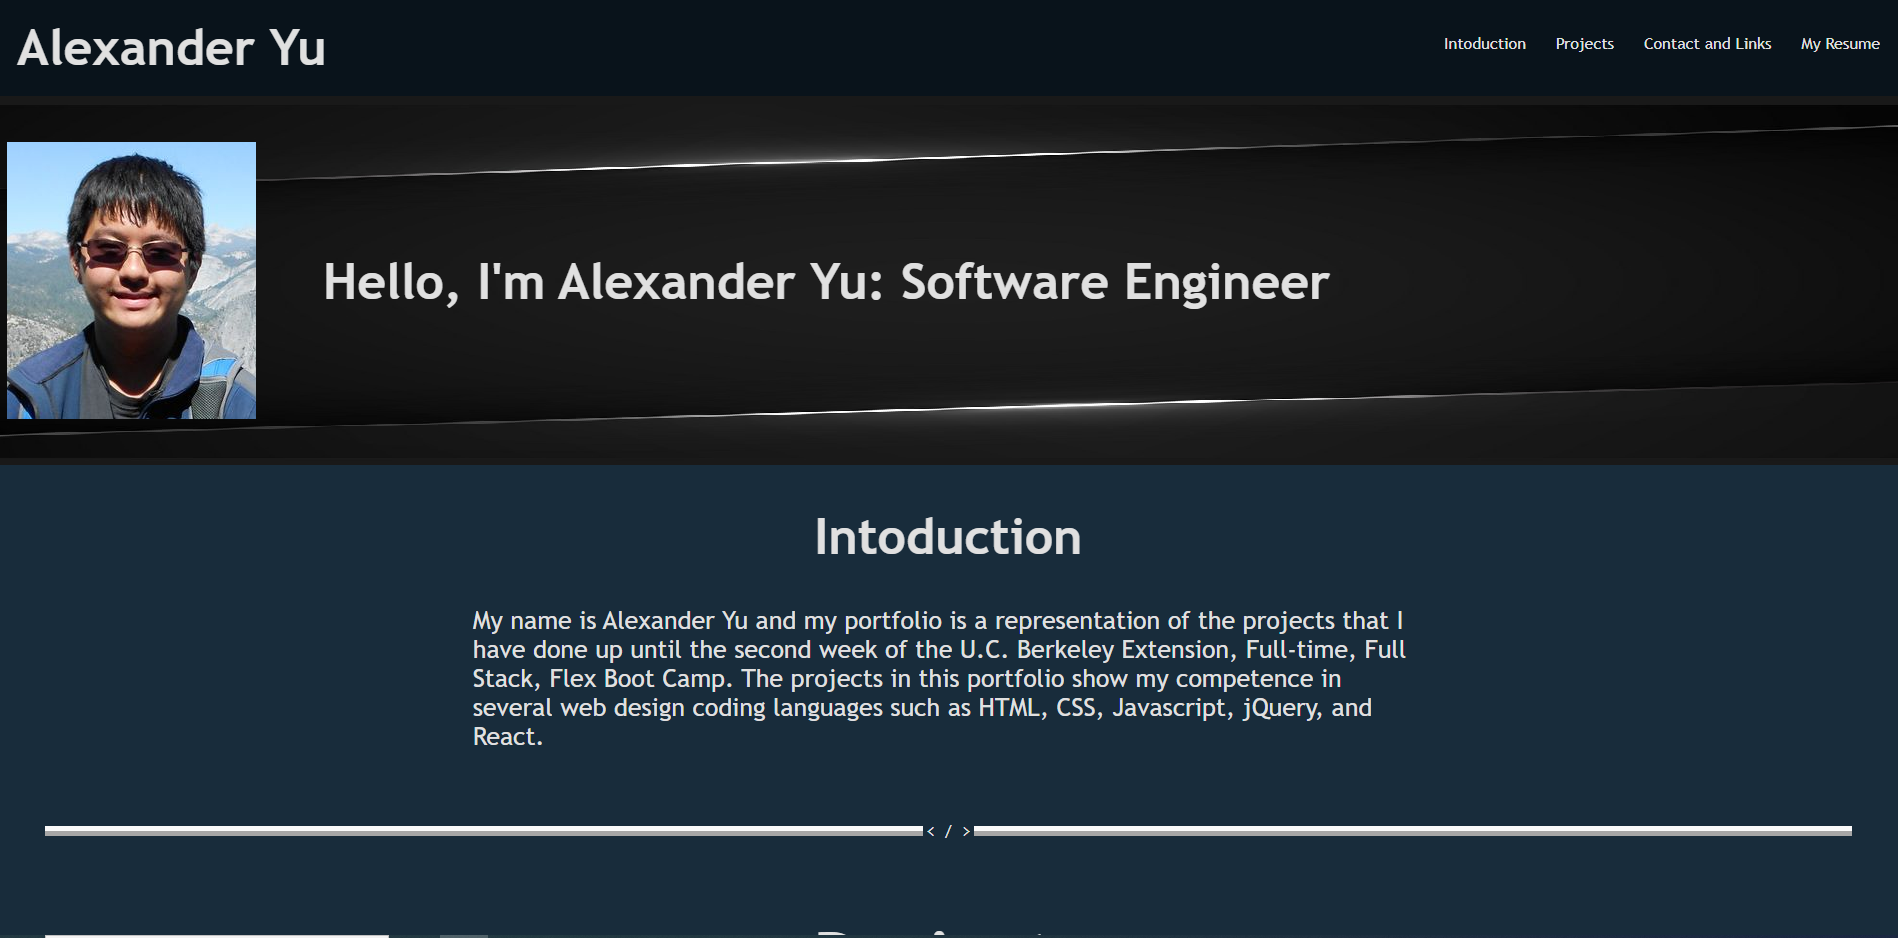 Alexander Yu
Intoduction Projects Contact and Links My Resume
Hello, I'm Alexander Yu: Software Engineer
Intoduction
My name is Alexander Yu and my portfolio is a representation of the projects that I
have done up until the second week of the U.C. Berkeley Extension, Full-time, Full
Stack, Flex Boot Camp. The projects in this portfolio show my competence in
several web design coding languages such as HTML, CSS, Javascript, jQuery, and
React.
< / >